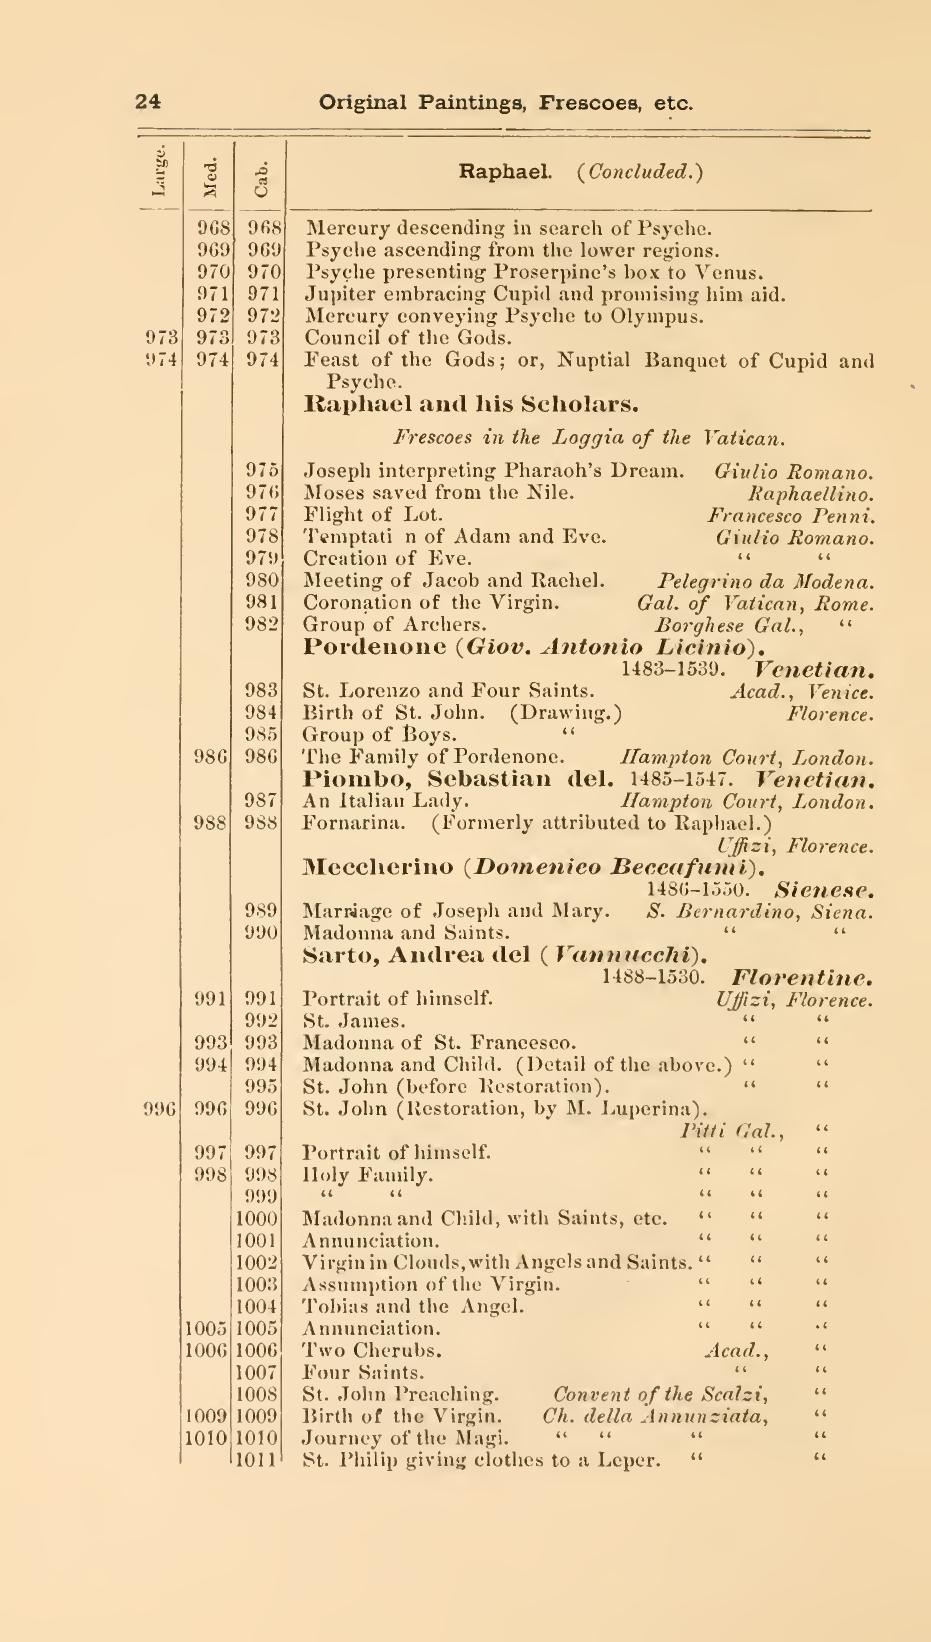 24 Original Paintings, Frescoes, etc.
Large. Med. Cab. Raphael. (Concluded.)
968 968 Mercury descending in search of Psyche.
969 969 Psyche ascending from the lower regions.
970 970 Psyche presenting Proserpine's box to Venus.
971 971 Jupiter embracing Cupid and promising him aid.
972 972 Mercury conveying Psyche to Olympus.
973 973 973 Council of the Gods.
974 974 974 Feast of the Gods; or, Nuptial Banquet of Cupid and
Psyche.
Raphael and his Scholars.
Frescoes in the Loggia of the Vatican.
975 Joseph interpreting Pharaoh's Dream. Giulio Romano.
976 Moses saved from the Nile. Raphaellino.
977 Flight of Lot. Francesco Penni.
978 Temptati n of Adam and Eve. Giulio Romano.
979 Creation of Eve. " "
980 Meeting of Jacob and Rachel. Pelegrino da Modena.
981 Coronation of the Virgin. Gal. of Vatican, Rome.
982 Group of Archers. Borghese Gal., "
Pordenone (Giov. Antonio Licinio).
1483-1539. Venetian.
983 St. Lorenzo and Four Saints. Acad., Venice.
984 Birth of St. John. (Drawing.) Florence.
985 Group of Boys. "
986 986 The Family of Pordenone. Hampton Court, London.
Piombo, Sebastian del. 1485-1547. Venetian.
987 An Italian Lady. Hampton Court, London.
988 988 Fornarina. (Formerly attributed to Raphael.)
Uffizi, Florence.
Meccherino (Domenico Beccafumi).
1486-1550. Sienese.
989 Marriage of Joseph and Mary. S. Bernardino, Siena.
990 Madonna and Saints. " "
Sarto, Andrea del (Vannucchi).
1488-1530. Florentine.
991 991 Portrait of himself. Uffizi, Florence.
992 St. James. " "
993 993 Madonna of St. Francesco. " "
994 994 Madonna and Child. (Detail of the above.) " "
995 St. John (before Restoration). " "
996 996 996 St. John (Restoration, by M. Luperina).
Pitti Gal., "
997 997 Portrait of himself. " " "
998 998 Holy Family. " " "
999 " " " " "
1000 Madonna and Child, with Saints, etc. " " "
1001 Annunciation. " " "
1002 Virgin in Clouds, with Angels and Saints. " " "
1003 Assumption of the Virgin. " " "
1004 Tobias and the Angel. " " "
1005 1005 Annunciation. " " "
1006 1006 Two Cherubs. Acad., "
1007 Four Saints. " "
1008 St. John Preaching. Convent of the Scalzi, "
1009 1009 Birth of the Virgin. Ch. della Annunziata, "
1010 1010 Journey of the Magi. " " " "
1011 St. Philip giving clothes to a Leper. " "